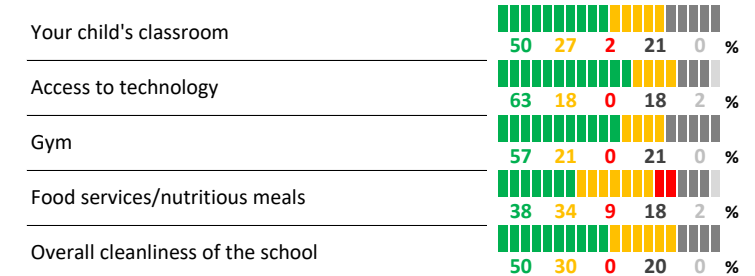 Your child's classroom
50 27 2 21 0 %
Access to technology
63 18 0 18 2 %
Gym
57 21 0 21 0 %
Food services/nutritious meals
38 34 9 18 2 %
Overall cleanliness of the school
50 30 0 20 0 %